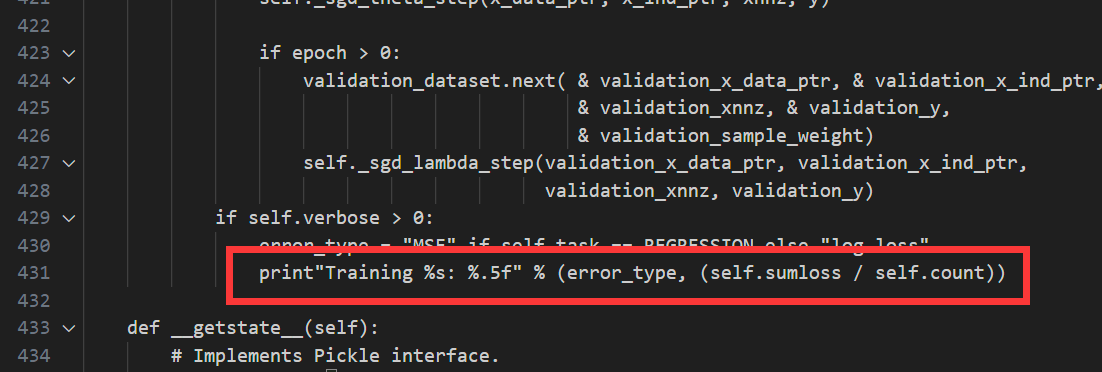 421 self._sgd_theta_step(x_data_ptr, x_ind_ptr, xnnz, y)
422
423 if epoch > 0:
424 validation_dataset.next( & validation_x_data_ptr, & validation_x_ind_ptr,
425 & validation_xnnz, & validation_y,
426 & validation_sample_weight)
427 self._sgd_lambda_step(validation_x_data_ptr, validation_x_ind_ptr,
428 validation_xnnz, validation_y)
429 if self.verbose > 0:
430 error_type = "MSE" if self.task == REGRESSION else "log loss"
431 print"Training %s: %.5f" % (error_type, (self.sumloss / self.count))
432
433 def __getstate__(self):
434 # Implements Pickle interface.